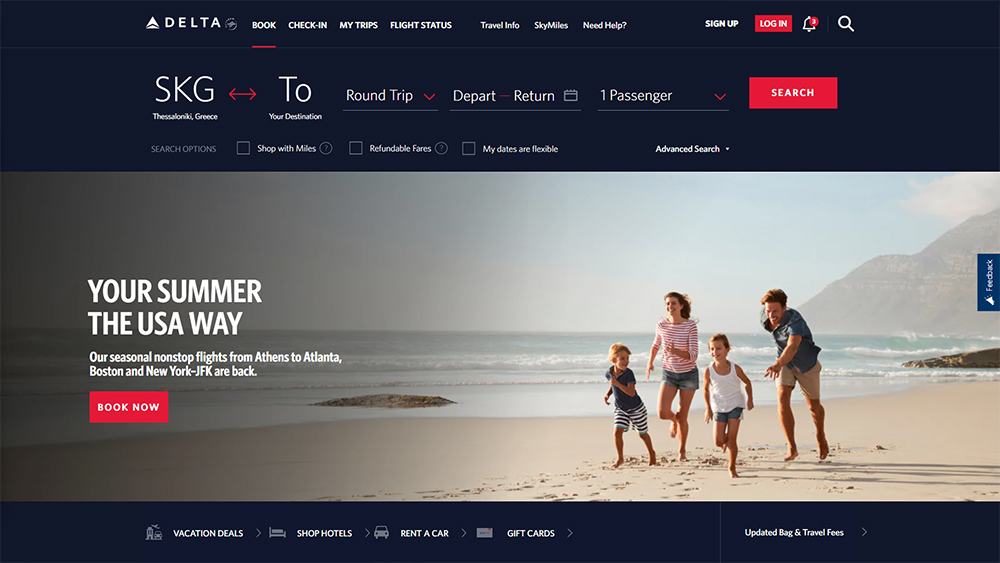 DELTA
BOOK
CHECK-IN
MY TRIPS
FLIGHT STATUS
Travel Info
SkyMiles
Need Help?
SIGN UP
LOG IN
3
SKG
Thessaloniki, Greece
To
Your Destination
Round Trip
Depart — Return
1 Passenger
SEARCH
SEARCH OPTIONS
Shop with Miles ?
Refundable Fares ?
My dates are flexible
Advanced Search
YOUR SUMMER
THE USA WAY
Our seasonal nonstop flights from Athens to Atlanta,
Boston and New York-JFK are back.
BOOK NOW
Feedback
VACATION DEALS
SHOP HOTELS
RENT A CAR
GIFT CARDS
Updated Bag & Travel Fees